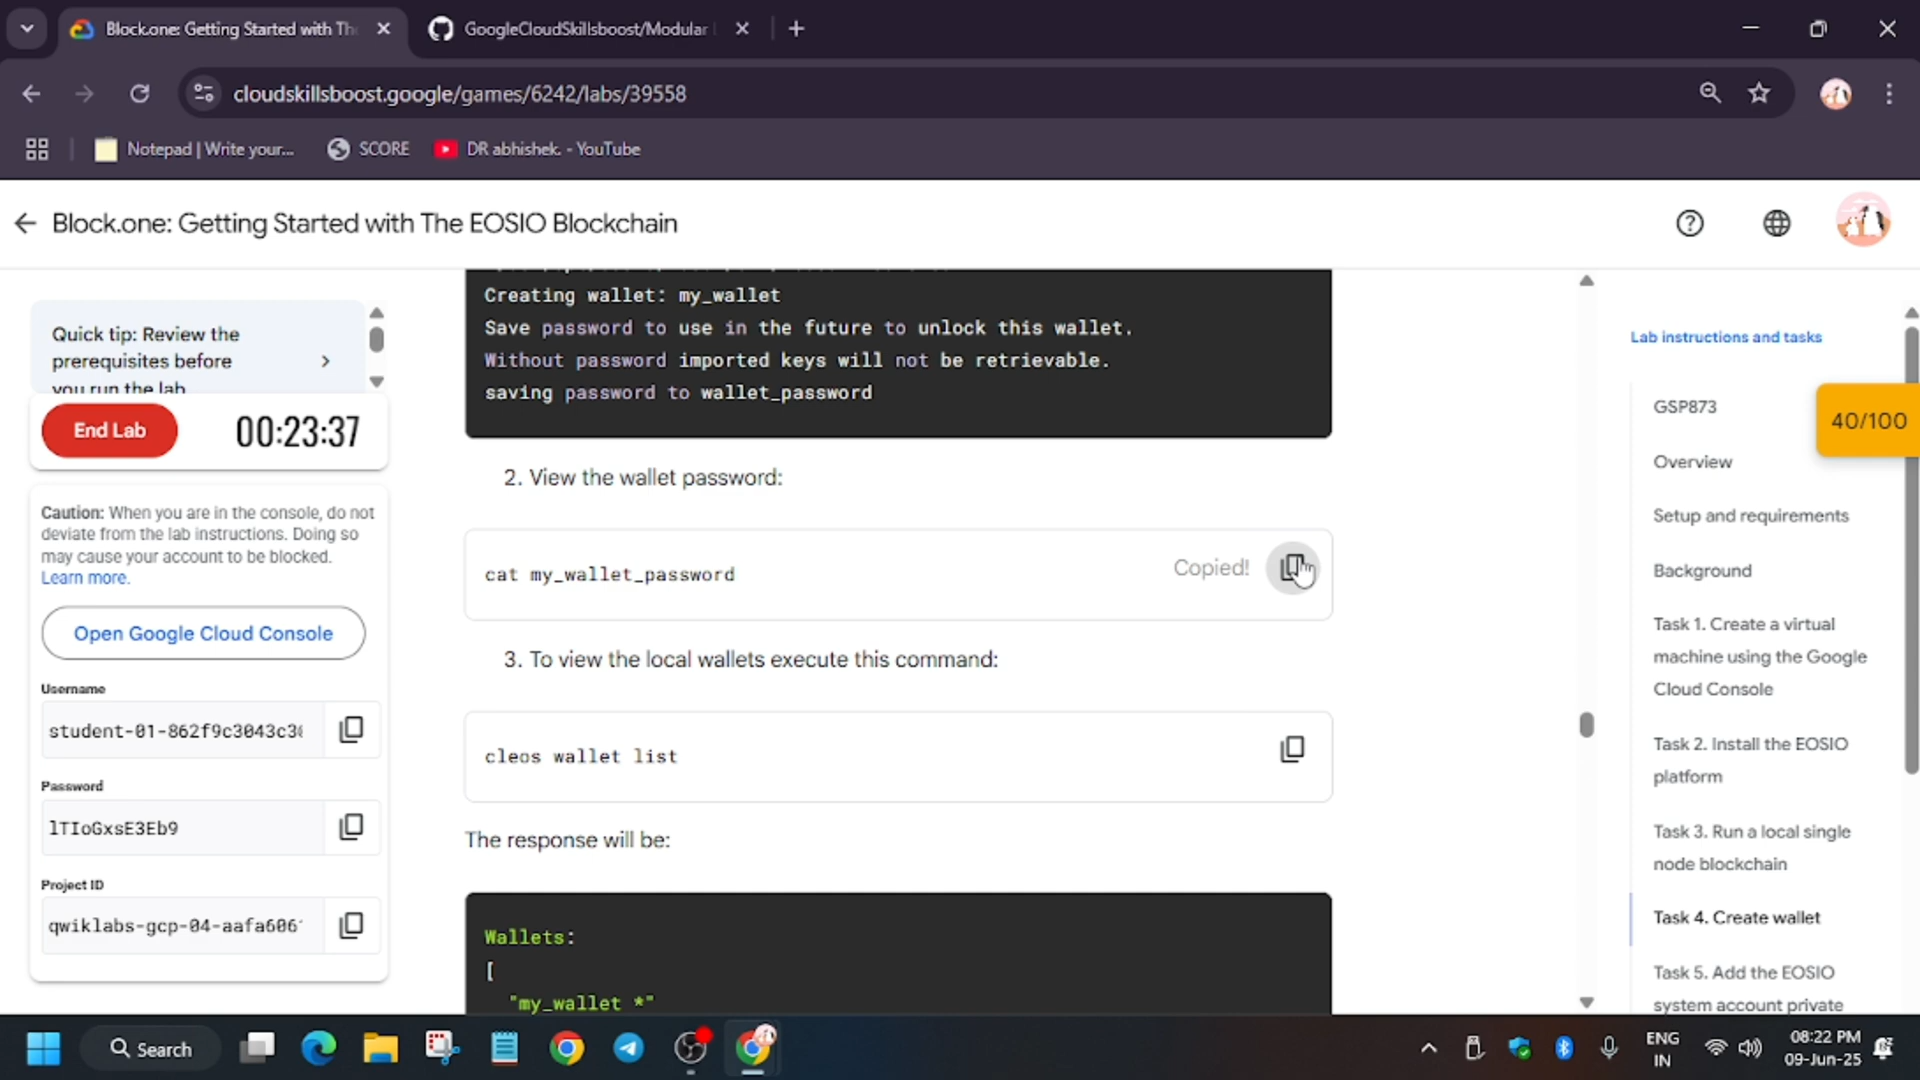 Block.one: Getting Started with Th
GoogleCloudSkillsboost/Modular
cloudskillsboost.google/games/6242/labs/39558
Notepad | Write your...
SCORE
DR abhishek. - YouTube
Block.one: Getting Started with The EOSIO Blockchain
Quick tip: Review the
prerequisites before
you run the lab
End Lab
00:23:37
Caution: When you are in the console, do not
deviate from the lab instructions. Doing so
may cause your account to be blocked.
Learn more.
Open Google Cloud Console
Username
student-01-862f9c3043c3
Password
lTIoGxsE3Eb9
Project ID
qwiklabs-gcp-04-aafa606
Creating wallet: my_wallet
Save password to use in the future to unlock this wallet.
Without password imported keys will not be retrievable.
saving password to wallet_password
2. View the wallet password:
cat my_wallet_password
Copied!
3. To view the local wallets execute this command:
cleos wallet list
The response will be:
Wallets:
[
"my_wallet *"
Lab instructions and tasks
GSP873
40/100
Overview
Setup and requirements
Background
Task 1. Create a virtual
machine using the Google
Cloud Console
Task 2. Install the EOSIO
platform
Task 3. Run a local single
node blockchain
Task 4. Create wallet
Task 5. Add the EOSIO
system account private
Search
ENG
IN
08:22 PM
09-Jun-25